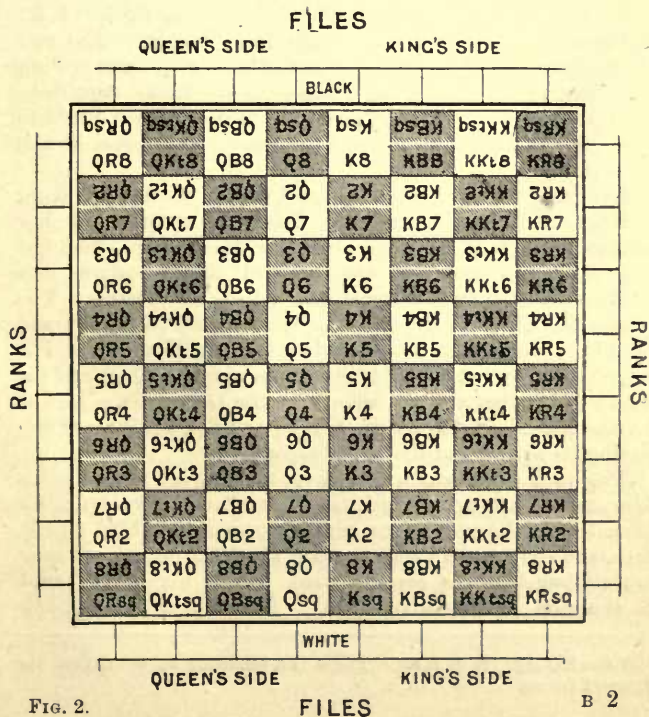 FILES
QUEEN'S SIDE KING'S SIDE
BLACK
QRsq QKtsq QBsq Qsq Ksq KBsq KKtsq KRsq
QR8 QKt8 QB8 Q8 K8 KB8 KKt8 KR8
QR2 QKt2 QB2 Q2 K2 KB2 KKt2 KR2
QR7 QKt7 QB7 Q7 K7 KB7 KKt7 KR7
QR3 QKt3 QB3 Q3 K3 KB3 KKt3 KR3
QR6 QKt6 QB6 Q6 K6 KB6 KKt6 KR6
QR4 QKt4 QB4 Q4 K4 KB4 KKt4 KR4
QR5 QKt5 QB5 Q5 K5 KB5 KKt5 KR5
RANKS
RANKS
QR5 QKt5 QB5 Q5 K5 KB5 KKt5 KR5
QR4 QKt4 QB4 Q4 K4 KB4 KKt4 KR4
QR6 QKt6 QB6 Q6 K6 KB6 KKt6 KR6
QR3 QKt3 QB3 Q3 K3 KB3 KKt3 KR3
QR7 QKt7 QB7 Q7 K7 KB7 KKt7 KR7
QR2 QKt2 QB2 Q2 K2 KB2 KKt2 KR2
QR8 QKt8 QB8 Q8 K8 KB8 KKt8 KR8
QRsq QKtsq QBsq Qsq Ksq KBsq KKtsq KRsq
WHITE
QUEEN'S SIDE KING'S SIDE
FIG. 2. FILES B 2